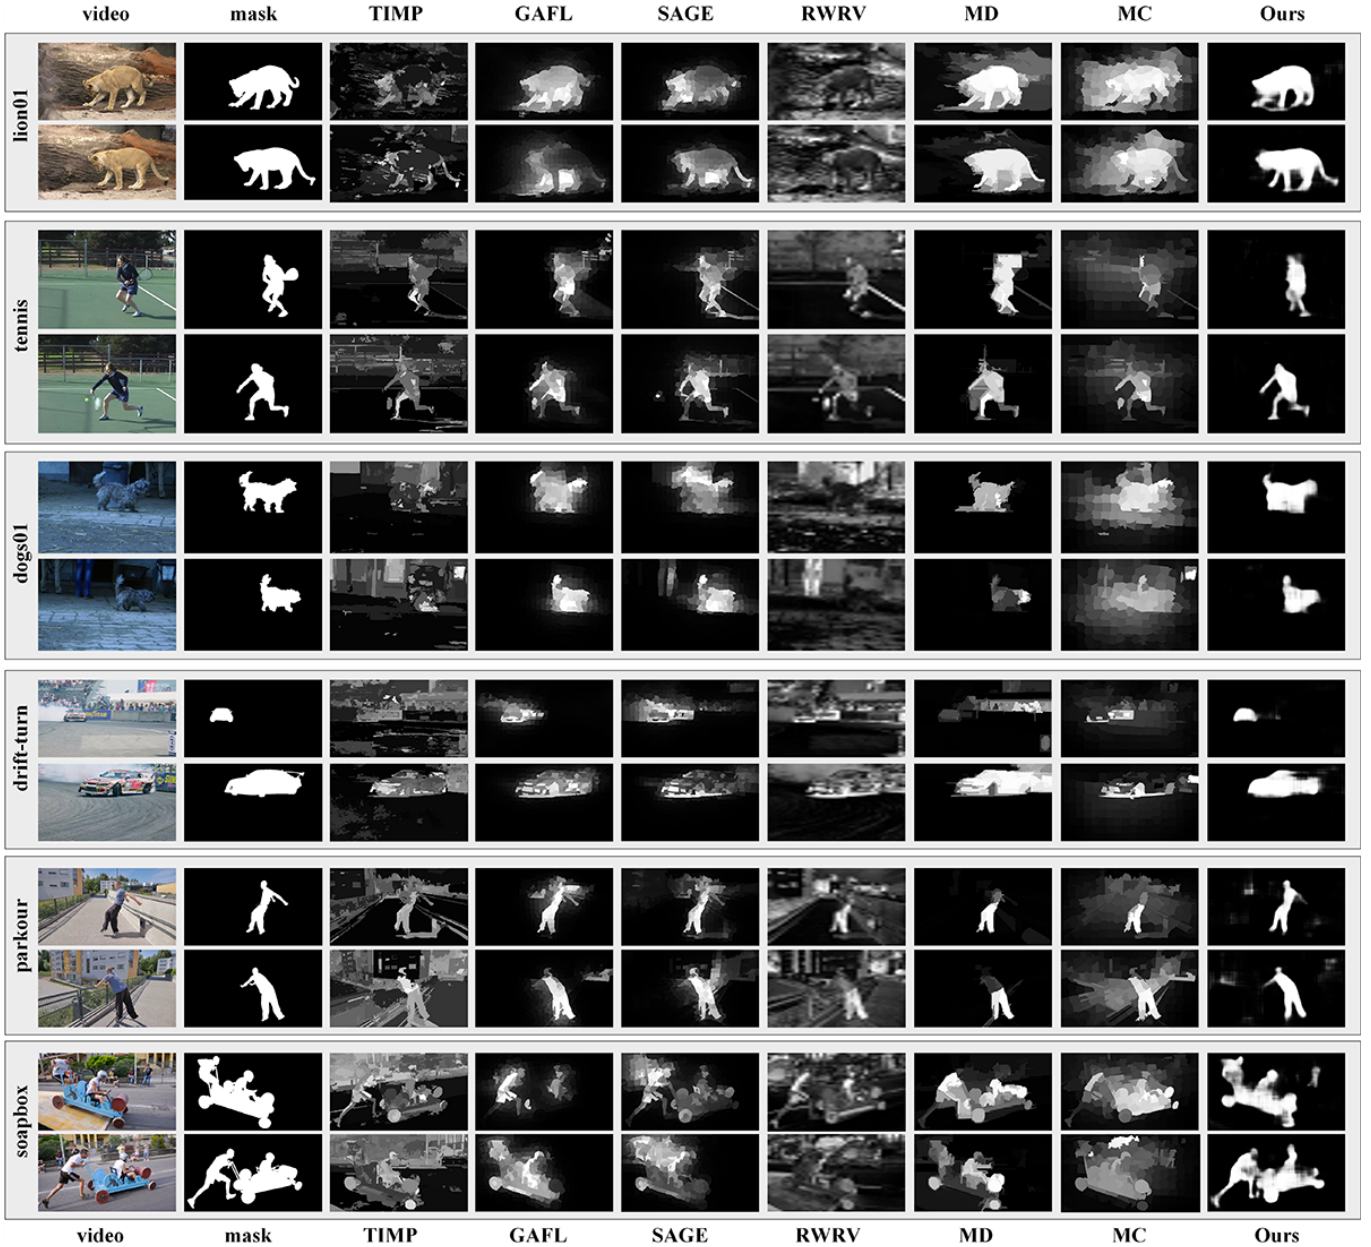 video mask TIMP GAFL SAGE RWRV MD MC Ours
lion01
tennis
dogs01
drift-turn
parkour
soapbox
video mask TIMP GAFL SAGE RWRV MD MC Ours